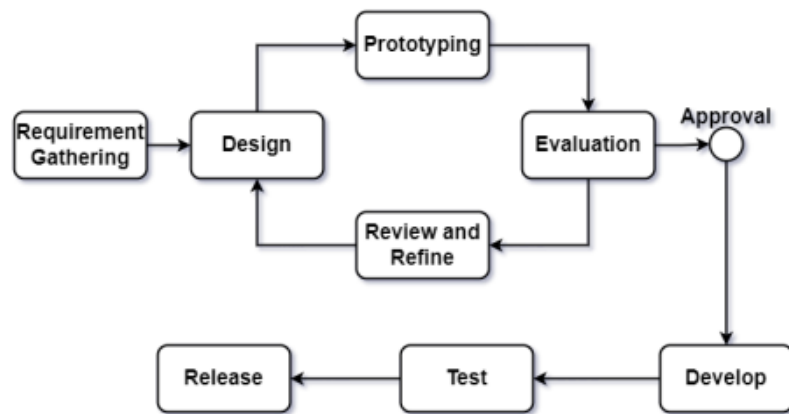 Prototyping
Approval
Requirement
Gathering
Design
Evaluation
Review and
Refine
Release
Test
Develop